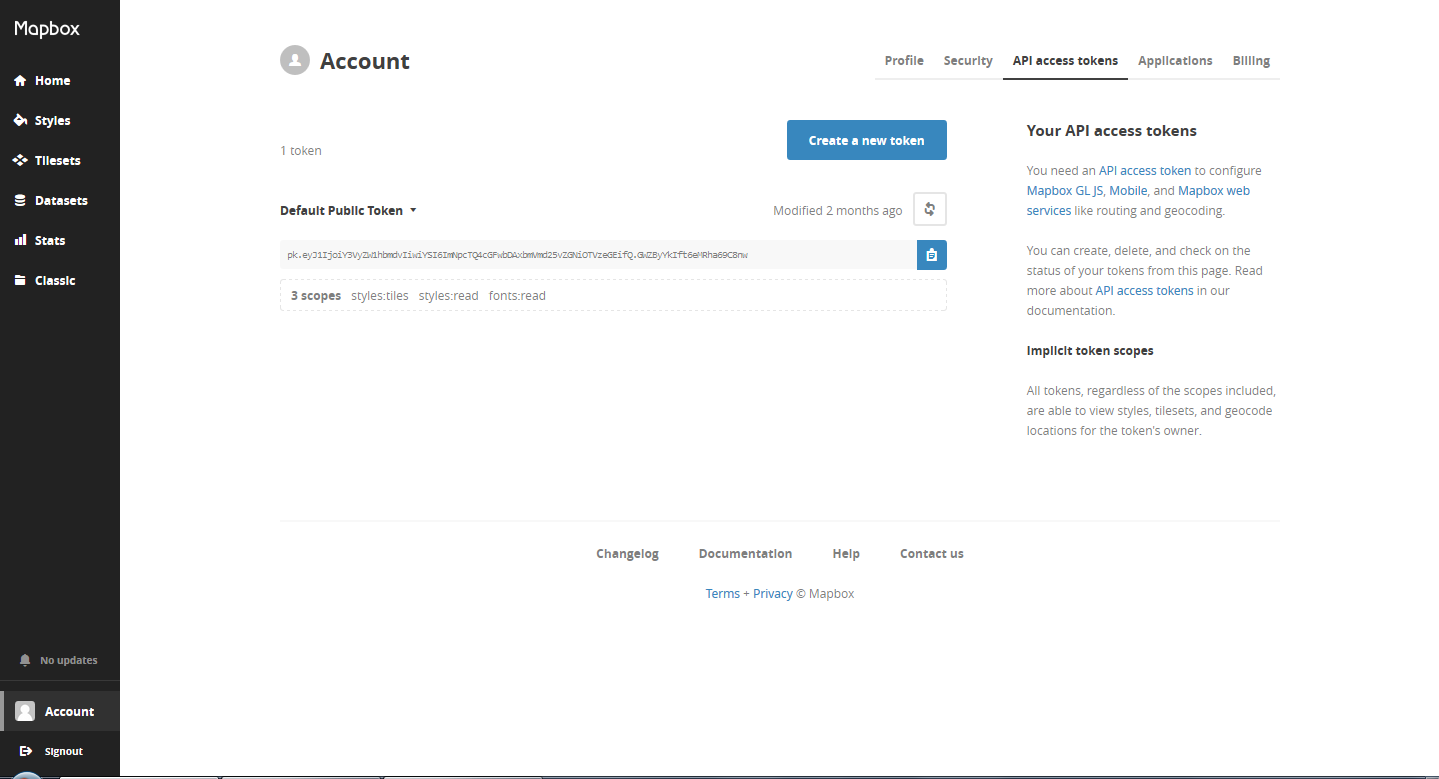 Mapbox
Home
Styles
Tilesets
Datasets
Stats
Classic
No updates
Account
Signout
Account
Profile Security API access tokens Applications Billing
1 token
Create a new token
Default Public Token
Modified 2 months ago
3 scopes styles:tiles styles:read fonts:read
Your API access tokens
You need an API access token to configure
Mapbox GL JS, Mobile, and Mapbox web
services like routing and geocoding.
You can create, delete, and check on the
status of your tokens from this page. Read
more about API access tokens in our
documentation.
Implicit token scopes
All tokens, regardless of the scopes included,
are able to view styles, tilesets, and geocode
locations for the token's owner.
Changelog Documentation Help Contact us
Terms + Privacy © Mapbox